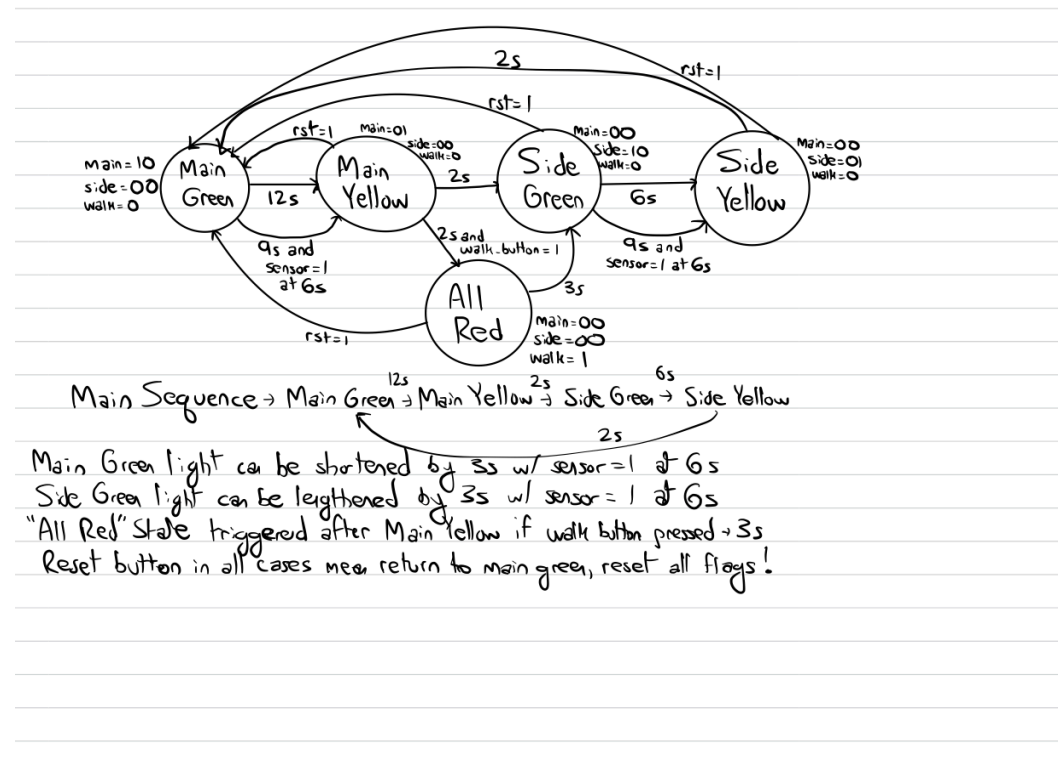 2s
rst=1
rst=1
rst=1
Main=01
side=00
walk=0
Main=00
Side=10
walk=0
Main=00
Side=01
walk=0
Main=10
side=00
walk=0
Main
Green
12s
Main
Yellow
2s
Side
Green
6s
Side
Yellow
9s and
sensor=1
at 6s
2s and
walk-button=1
9s and
sensor=1 at 6s
All
Red
3s
rst=1
Main=00
side=00
walk=1
12s 2s 6s
Main Sequence → Main Green → Main Yellow → Side Green → Side Yellow
2s
Main Green light can be shortened by 3s w/ sensor=1 at 6s
Side Green light can be legthened by 3s w/ sensor=1 at 6s
"All Red" State triggered after Main Yellow if walk button pressed → 3s
Reset button in all cases mean return to main green, reset all flags!